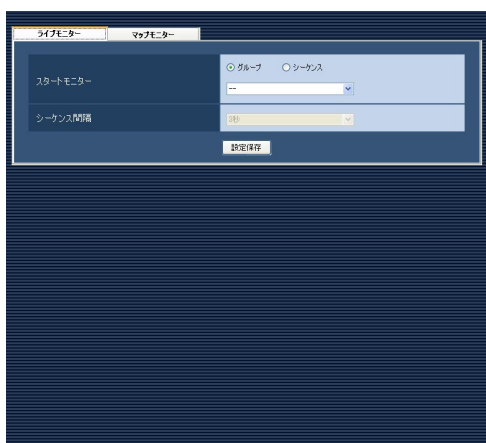 ライブモニター
マップモニター
スタートモニター
グループ
シーケンス
--
シーケンス間隔
3秒
設定保存